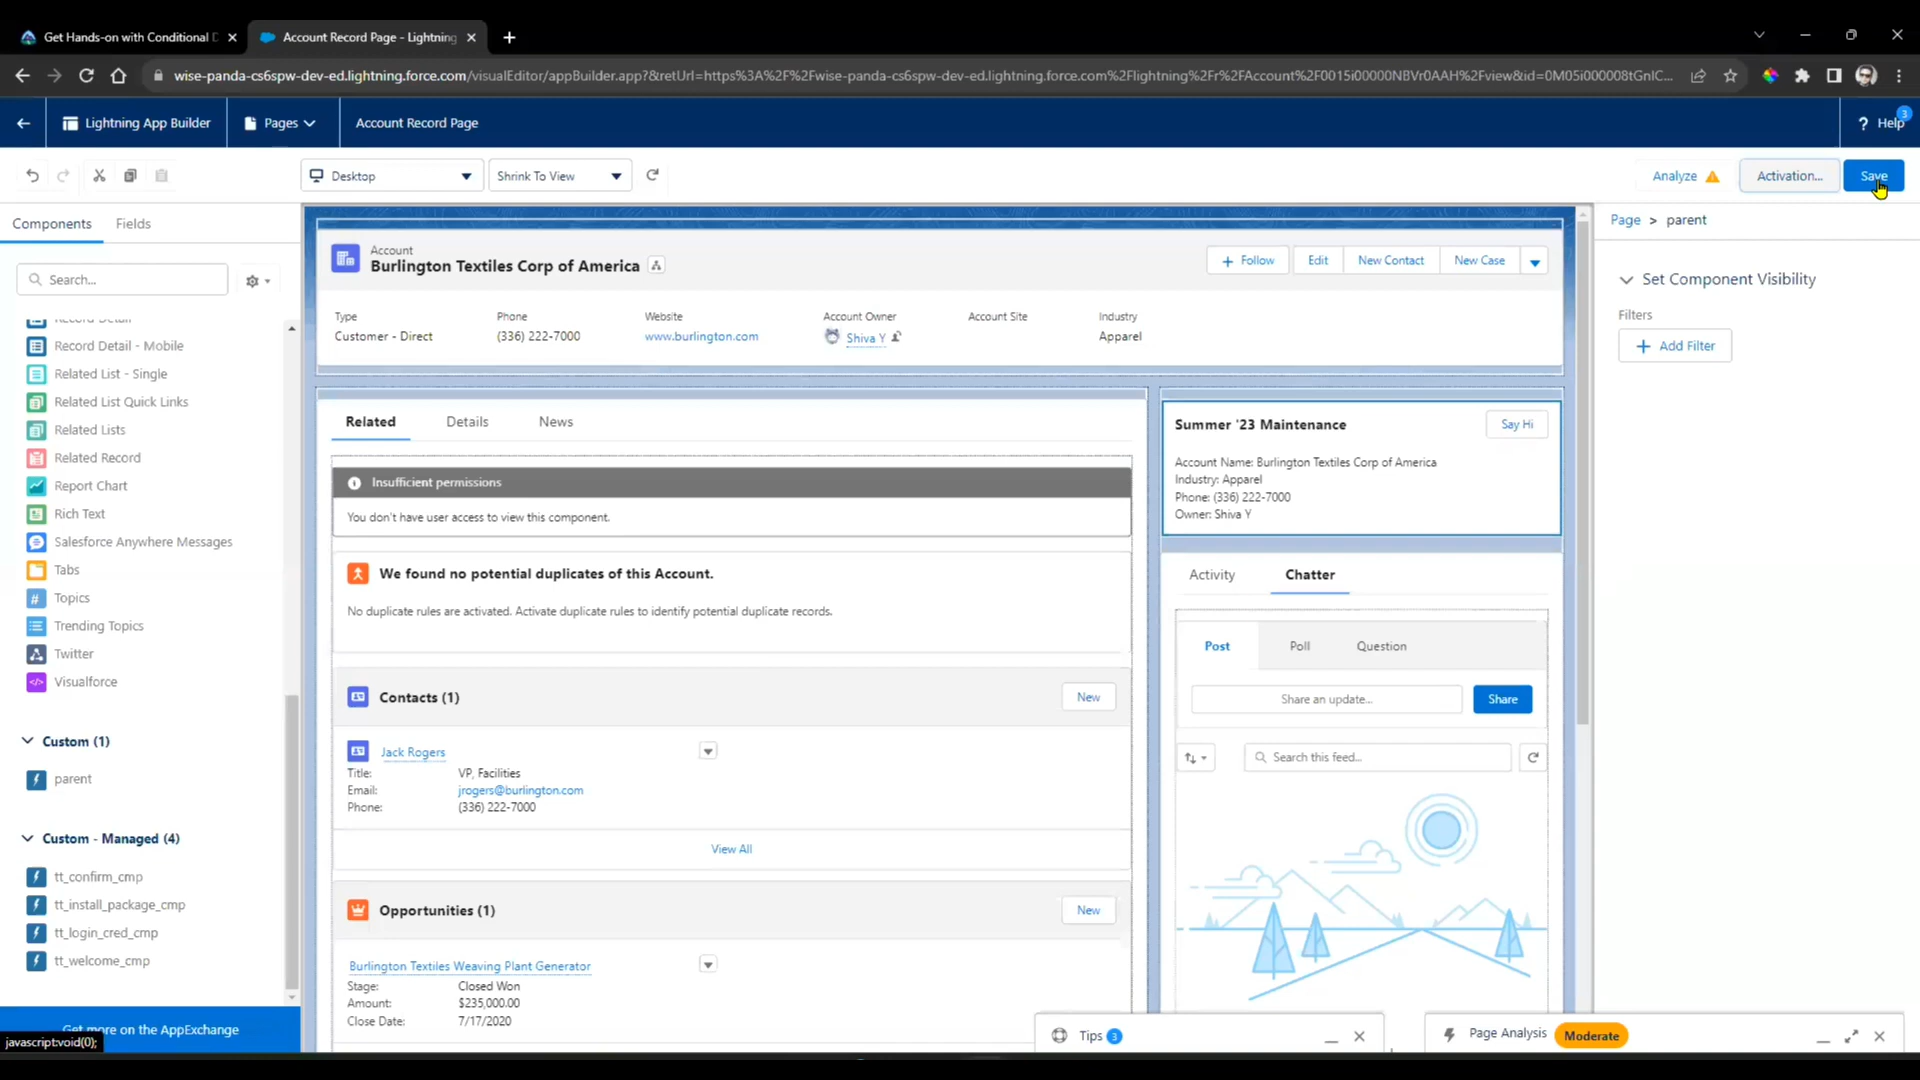 Get Hands-on with Conditional D
Account Record Page - Lightning
wise-panda-cs6spw-dev-ed.lightning.force.com/visualEditor/appBuilder.app?&retUrl=https%3A%2F%2Fwise-panda-cs6spw-dev-ed.lightning.force.com%2Flightning%2Fr%2FAccount%2F0015i00000NBVr0AAH%2Fview&id=0M05i000008tGnIC...
Lightning App Builder
Pages
Account Record Page
3
? Help
Desktop
Shrink To View
Analyze
Activation...
Save
Components
Fields
Search...
Record Detail
Record Detail - Mobile
Related List - Single
Related List Quick Links
Related Lists
Related Record
Report Chart
Rich Text
Salesforce Anywhere Messages
Tabs
Topics
Trending Topics
Twitter
Visualforce
Custom (1)
parent
Custom - Managed (4)
tt_confirm_cmp
tt_install_package_cmp
tt_login_cred_cmp
tt_welcome_cmp
Get more on the AppExchange
javascript:void(0);
Account
Burlington Textiles Corp of America
Follow
Edit
New Contact
New Case
Type
Customer - Direct
Phone
(336) 222-7000
Website
www.burlington.com
Account Owner
Shiva Y
Account Site
Industry
Apparel
Related
Details
News
Insufficient permissions
You don't have user access to view this component.
We found no potential duplicates of this Account.
No duplicate rules are activated. Activate duplicate rules to identify potential duplicate records.
Contacts (1)
New
Jack Rogers
Title: VP, Facilities
Email: jrogers@burlington.com
Phone: (336) 222-7000
View All
Opportunities (1)
New
Burlington Textiles Weaving Plant Generator
Stage: Closed Won
Amount: $235,000.00
Close Date: 7/17/2020
Summer '23 Maintenance
Say Hi
Account Name: Burlington Textiles Corp of America
Industry: Apparel
Phone: (336) 222-7000
Owner: Shiva Y
Activity
Chatter
Post
Poll
Question
Share an update...
Share
Search this feed...
Page > parent
Set Component Visibility
Filters
Add Filter
Tips 3
Page Analysis
Moderate